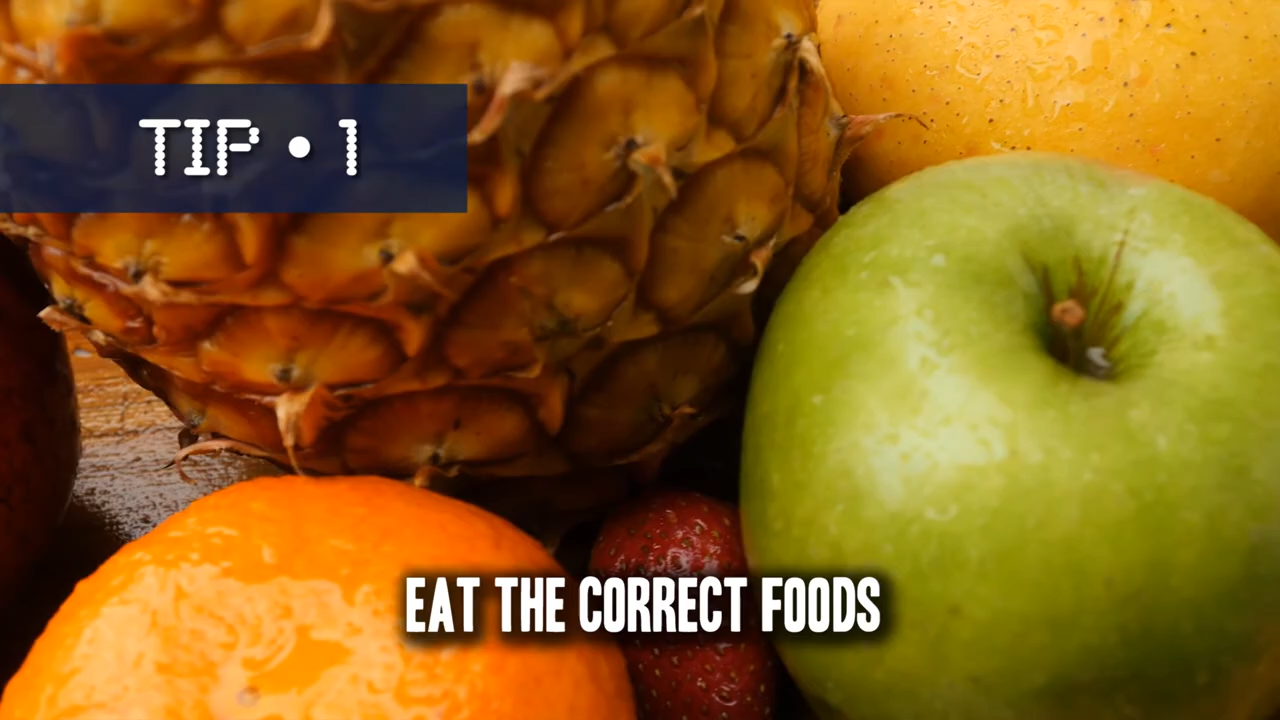 TIP • 1
EAT THE CORRECT FOODS